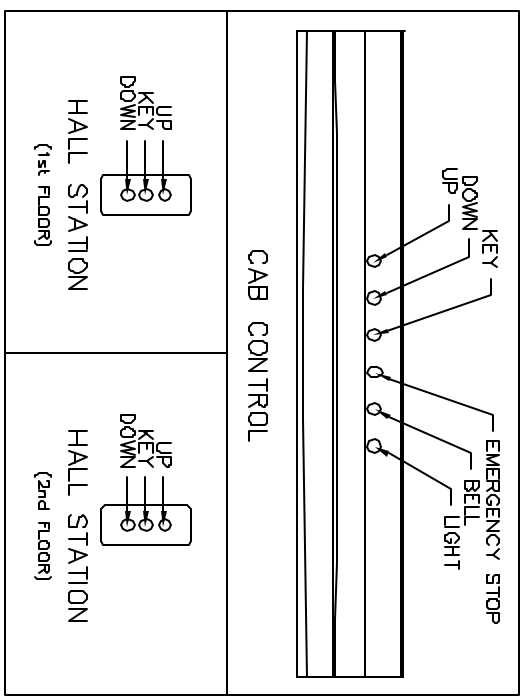 UP
DOWN
KEY
EMERGENCY STOP
BELL
LIGHT
CAB CONTROL
UP
KEY
DOWN
HALL STATION
(1st FLOOR)
UP
KEY
DOWN
HALL STATION
(2nd FLOOR)